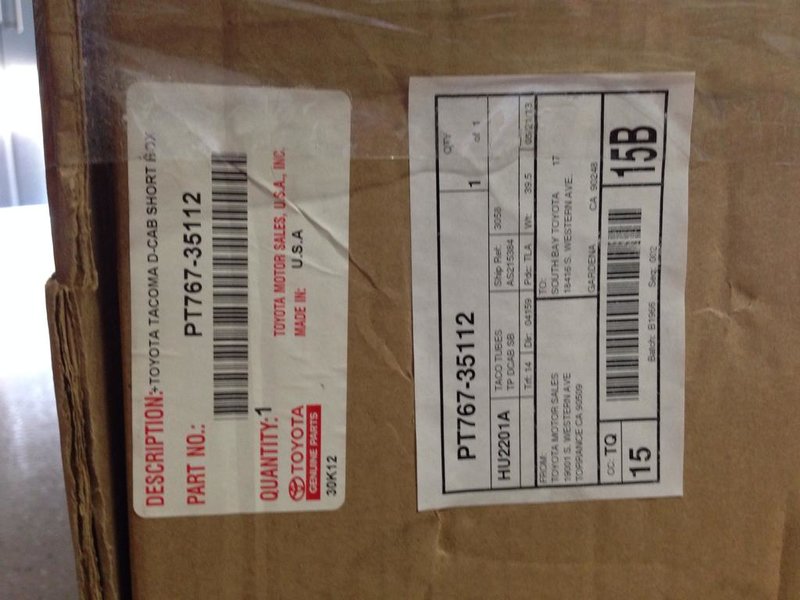 DESCRIPTION:+TOYOTA TACOMA D-CAB SHORT BOX
PART NO.: PT767-35112
QUANTITY: 1
TOYOTA MOTOR SALES, U.S.A., INC.
MADE IN: U.S.A
TOYOTA
GENUINE PARTS
30K12
PT767-35112
QTY
1 of 1
HU2201A
TACO TUBIES
TP DCAB SB
Ship Ref: 3058
AS215384
Trf: 14 Dlr: 04159 Pdc: TLA Wt: 39.5 05/21/13
FROM:
TOYOTA MOTOR SALES
19001 S. WESTERN AVE
TORRANCE CA 90509
TO:
SOUTH BAY TOYOTA 17
18416 S. WESTERN AVE.
GARDENA CA 90248
CC: TQ
15
Batch: B1966 Seq: 002
15B